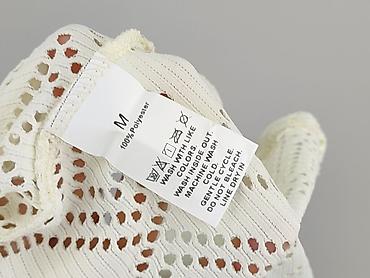 M
100%Polyester
WASH WITH LIKE
COLORS.
WASH INSIDE OUT.
MACHINE WASH
COLD.
GENTLE CYCLE.
DO NOT BLEACH.
LINE DRY IN